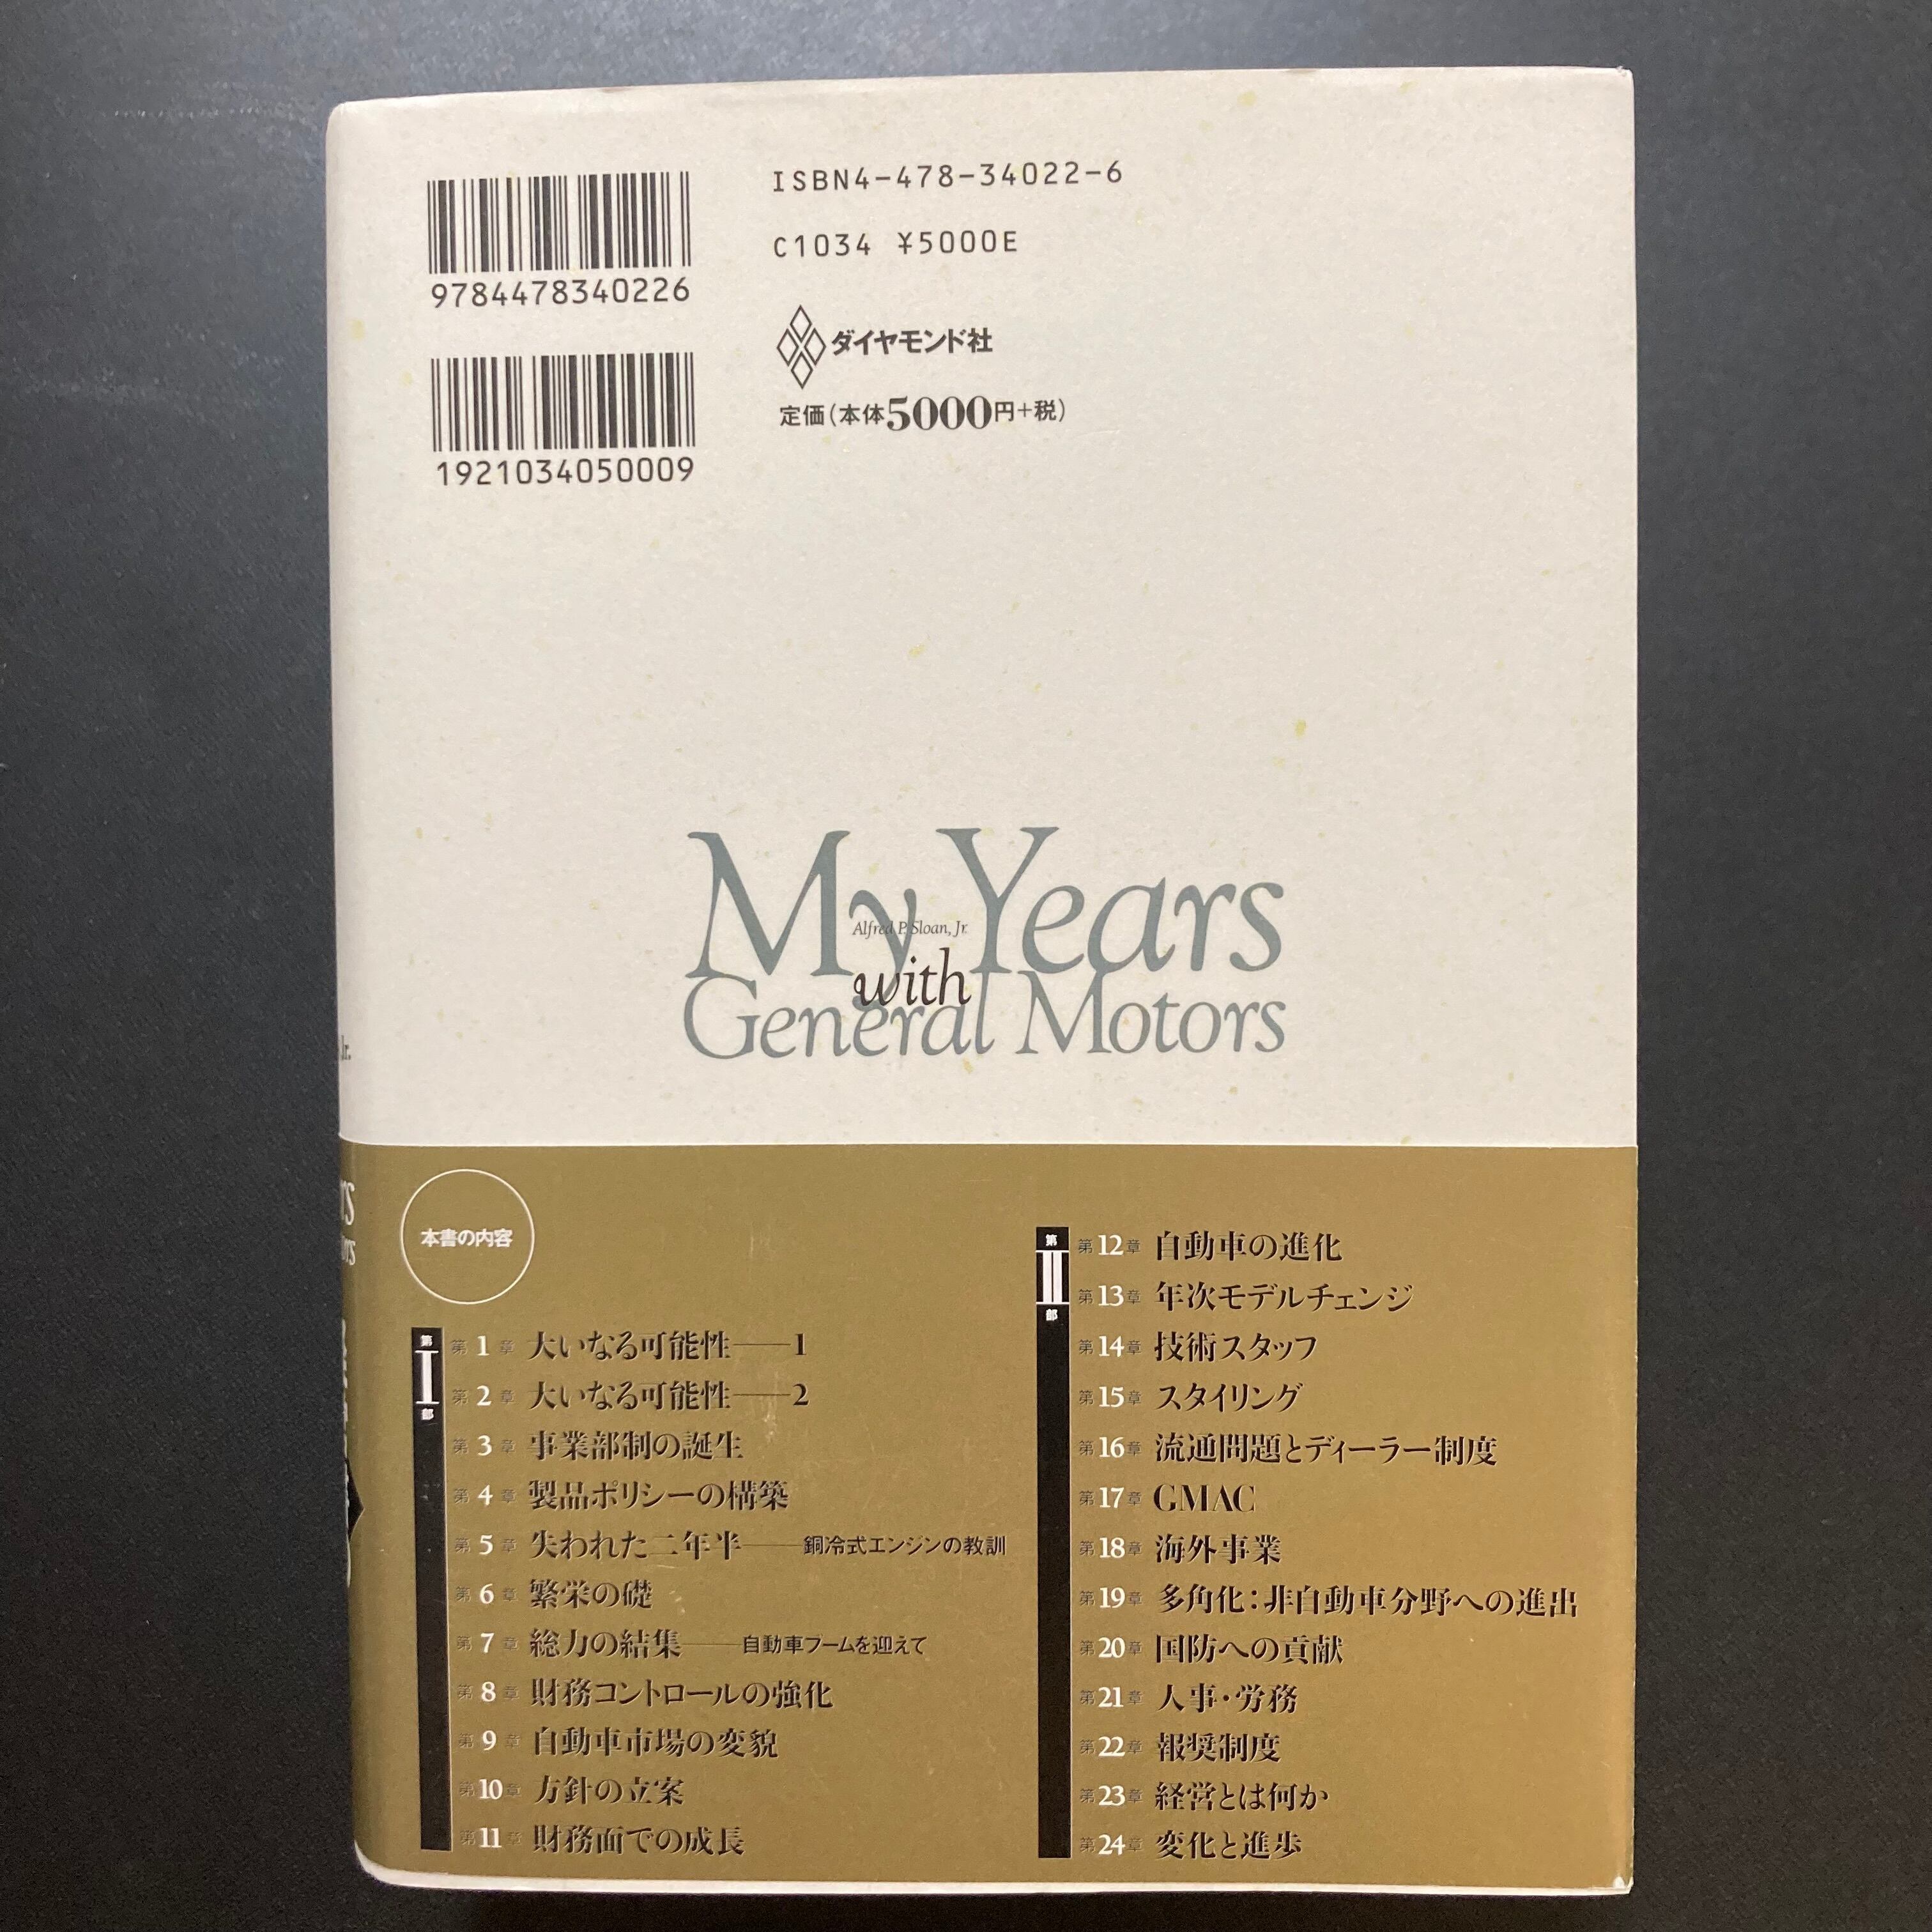 9784478340226
1921034050009
ISBN4-478-34022-6
C1034 ¥5000E
ダイヤモンド社
定価(本体5000円+税)
My Years
Alfred P. Sloan, Jr.
with
General Motors
Jr.
本書の内容
第I部
第1章 大いなる可能性――1
第2章 大いなる可能性――2
第3章 事業部制の誕生
第4章 製品ポリシーの構築
第5章 失われた二年半――銅冷式エンジンの教訓
第6章 繁栄の礎
第7章 総力の結集――自動車ブームを迎えて
第8章 財務コントロールの強化
第9章 自動車市場の変貌
第10章 方針の立案
第11章 財務面での成長
第II部
第12章 自動車の進化
第13章 年次モデルチェンジ
第14章 技術スタッフ
第15章 スタイリング
第16章 流通問題とディーラー制度
第17章 GMAC
第18章 海外事業
第19章 多角化:非自動車分野への進出
第20章 国防への貢献
第21章 人事・労務
第22章 報奨制度
第23章 経営とは何か
第24章 変化と進歩